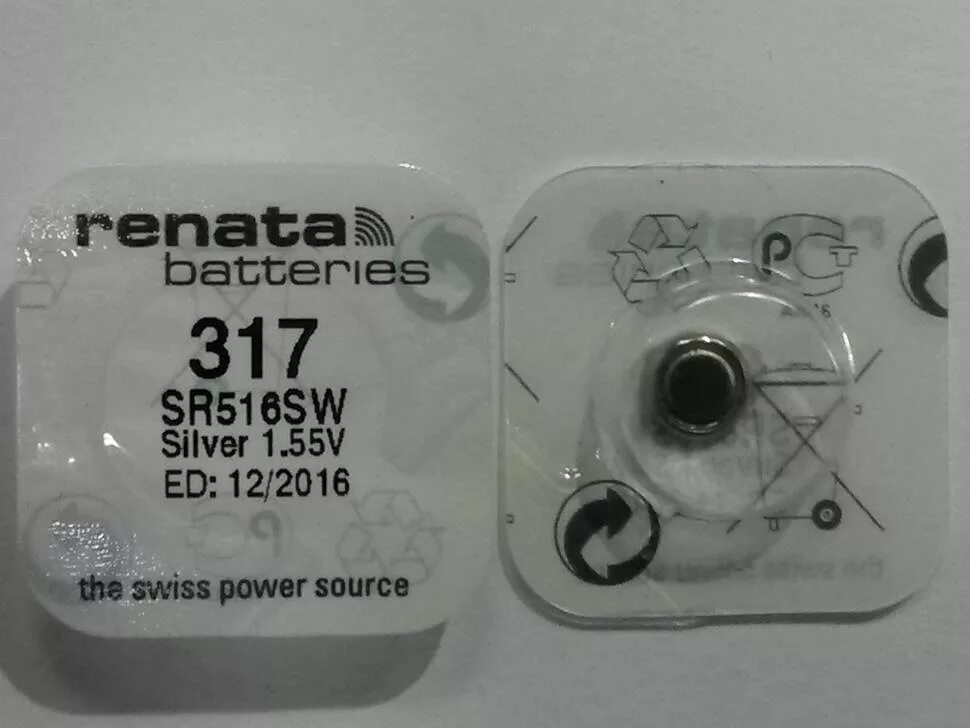 renata
batteries
317
SR516SW
Silver 1.55V
ED: 12/2016
the swiss power source